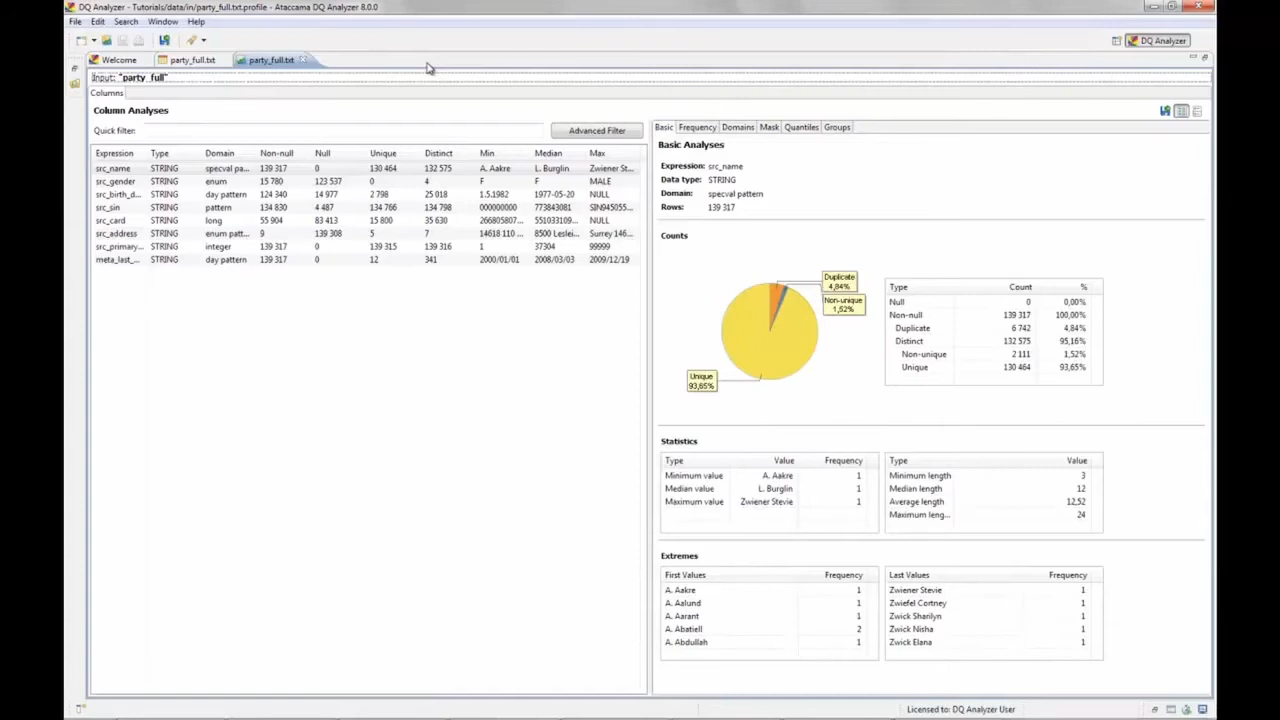 DQ Analyzer - Tutorials/data/in/party_full.txt.profile - Ataccama DQ Analyzer 8.0.0
File Edit Search Window Help
DQ Analyzer
Welcome party_full.txt party_full.txt
Input: "party_full"
Columns
Column Analyses
Quick filter: Advanced Filter
Expression Type Domain Non-null Null Unique Distinct Min Median Max
src_name STRING specval pa... 139 317 0 130 464 132 575 A. Aakre L. Burglin Zwiener St...
src_gender STRING enum 15 780 123 537 0 4 F F MALE
src_birth_d... STRING day pattern 124 340 14 977 2 798 25 018 1.5.1982 1977-05-20 NULL
src_sin STRING pattern 134 830 4 487 134 766 134 798 000000000 773843081 SIN945055...
src_card STRING long 55 904 83 413 15 800 35 630 266805807... 551033109... NULL
src_address STRING enum patt... 9 139 308 5 7 14618 110 ... 8500 Leslei... Surrey 146...
src_primary... STRING integer 139 317 0 139 315 139 316 1 37304 99999
meta_last_... STRING day pattern 139 317 0 12 341 2000/01/01 2008/03/03 2009/12/19
Basic Frequency Domains Mask Quantiles Groups
Basic Analyses
Expression: src_name
Data type: STRING
Domain: specval pattern
Rows: 139 317
Counts
Duplicate
4,84%
Non-unique
1,52%
Unique
93,65%
Type Count %
Null 0 0,00%
Non-null 139 317 100,00%
Duplicate 6 742 4,84%
Distinct 132 575 95,16%
Non-unique 2 111 1,52%
Unique 130 464 93,65%
Statistics
Type Value Frequency
Minimum value A. Aakre 1
Median value L. Burglin 1
Maximum value Zwiener Stevie 1
Type Value
Minimum length 3
Median length 12
Average length 12,52
Maximum leng... 24
Extremes
First Values Frequency
A. Aakre 1
A. Aalund 1
A. Aarant 1
A. Abatiell 2
A. Abdullah 1
Last Values Frequency
Zwiener Stevie 1
Zwiefel Cortney 1
Zwick Sharilyn 1
Zwick Nisha 1
Zwick Elana 1
Licensed to: DQ Analyzer User